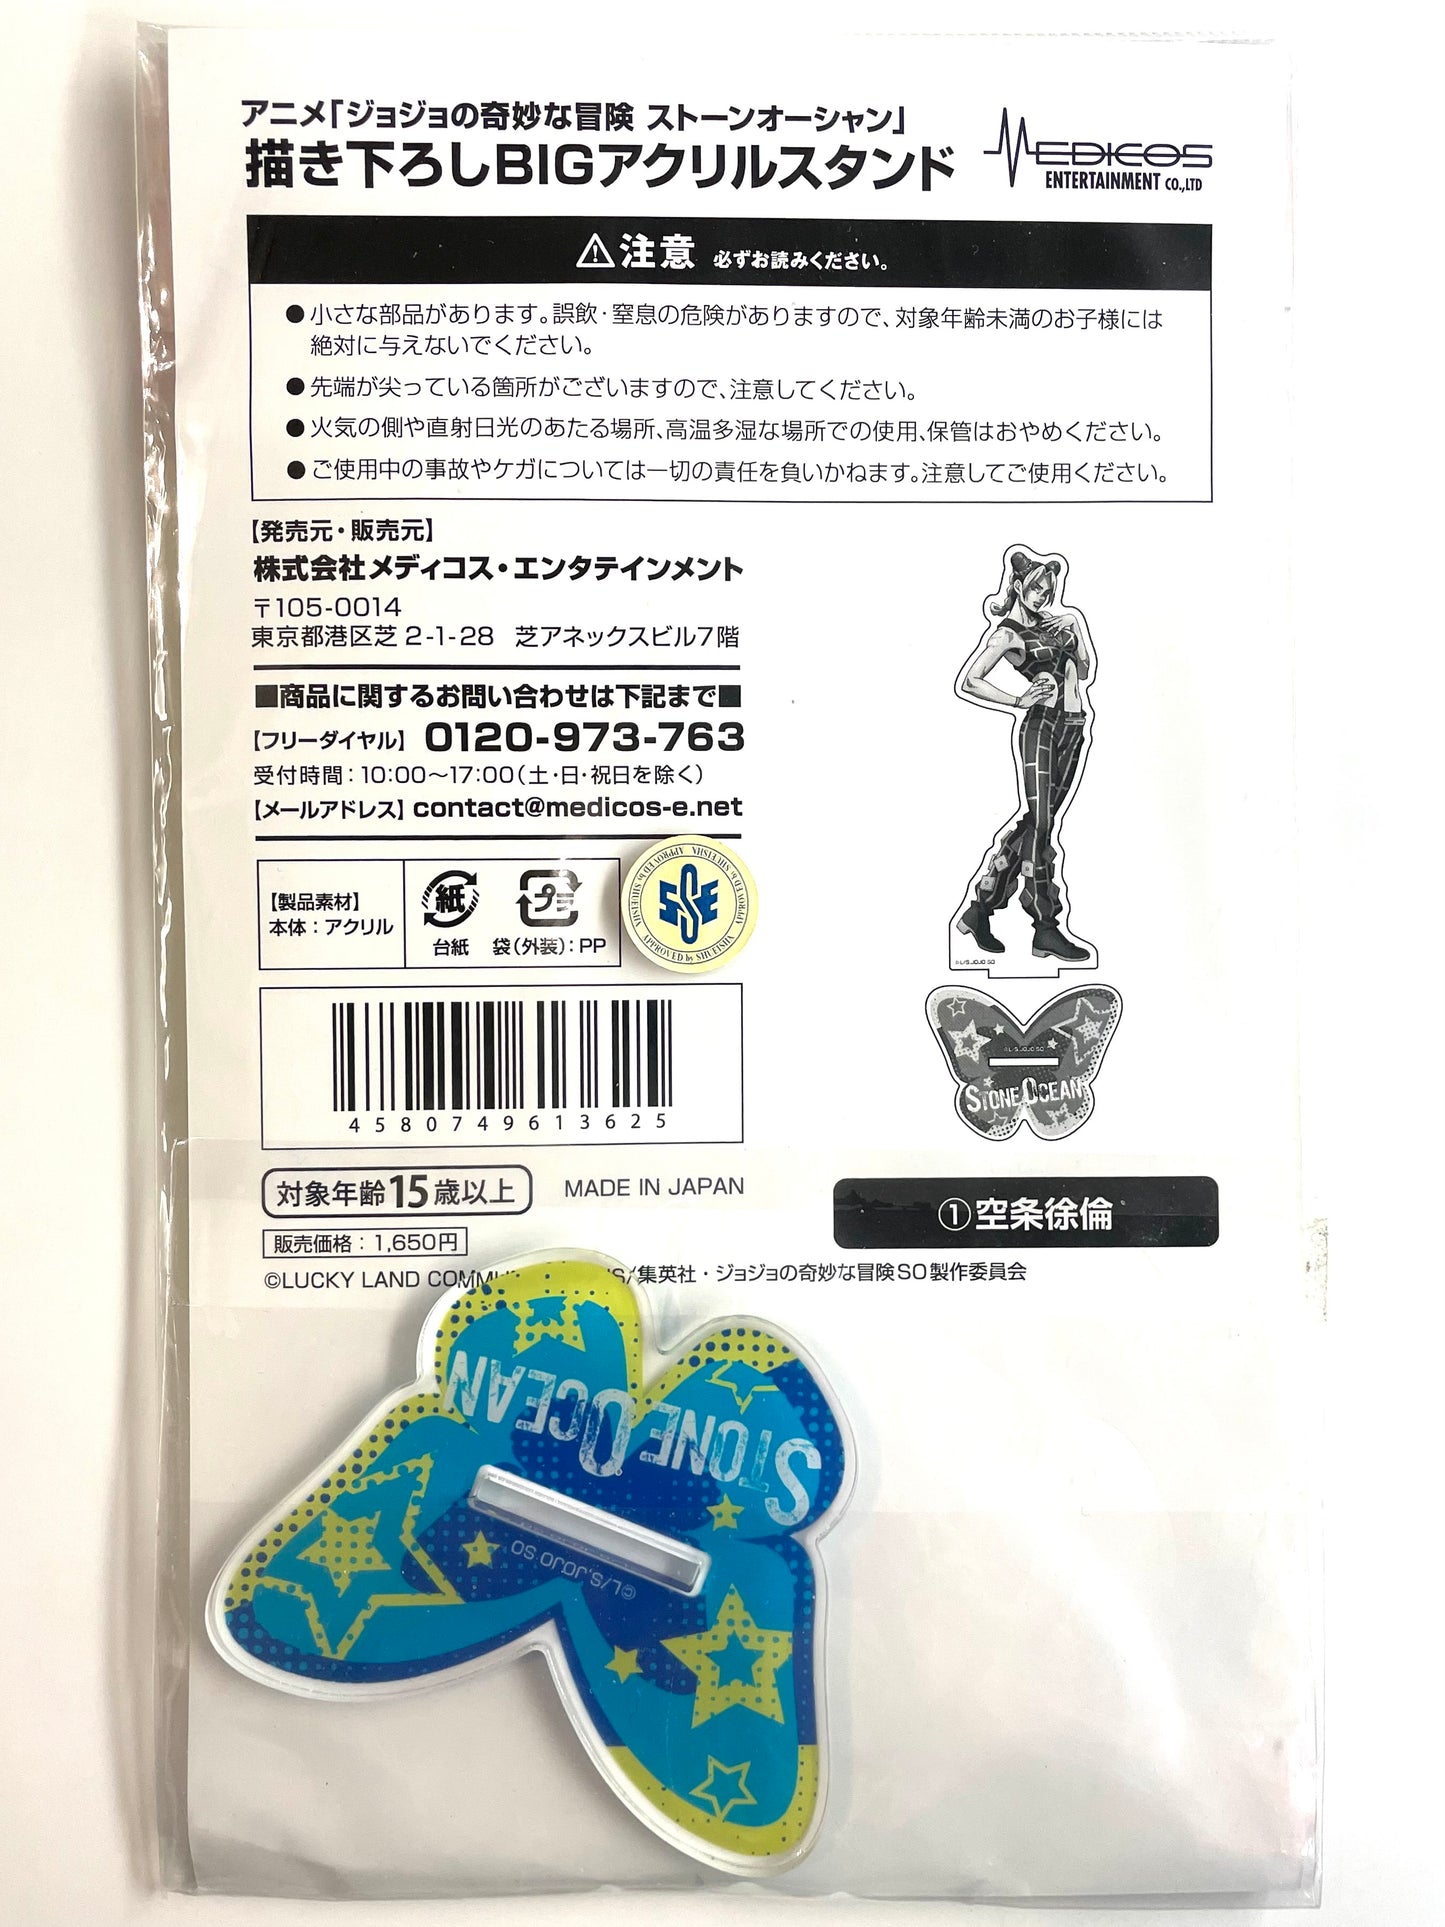 アニメ「ジョジョの奇妙な冒険 ストーンオーシャン」
描き下ろしBIGアクリルスタンド
MEDICOS
ENTERTAINMENT CO.,LTD
注意 必ずお読みください。
●小さな部品があります。誤飲・窒息の危険がありますので、対象年齢未満のお子様には
絶対に与えないでください。
●先端が尖っている箇所がございますので、注意してください。
●火気の側や直射日光のあたる場所、高温多湿な場所での使用、保管はおやめください。
●ご使用中の事故やケガについては一切の責任を負いかねます。注意してご使用ください。
【発売元・販売元】
株式会社メディコス・エンタテインメント
〒105-0014
東京都港区芝 2-1-28 芝アネックスビル7階
■商品に関するお問い合わせは下記まで■
【フリーダイヤル】 0120-973-763
受付時間：10:00～17:00（土・日・祝日を除く）
【メールアドレス】 contact@medicos-e.net
【製品素材】
本体：アクリル
紙
台紙
プラ
袋（外装）：PP
APPROVED by SHUEISHA APPROVED by SHUEISHA
SSE
4580749613625
対象年齢15歳以上
MADE IN JAPAN
販売価格：1,650円
©LUCKY LAND COMMU S/集英社・ジョジョの奇妙な冒険SO製作委員会
©L/S,JOJO SO
©L/S,JOJO SO
STONE OCEAN
①空条徐倫
STONE OCEAN
©L/S,JOJO SO